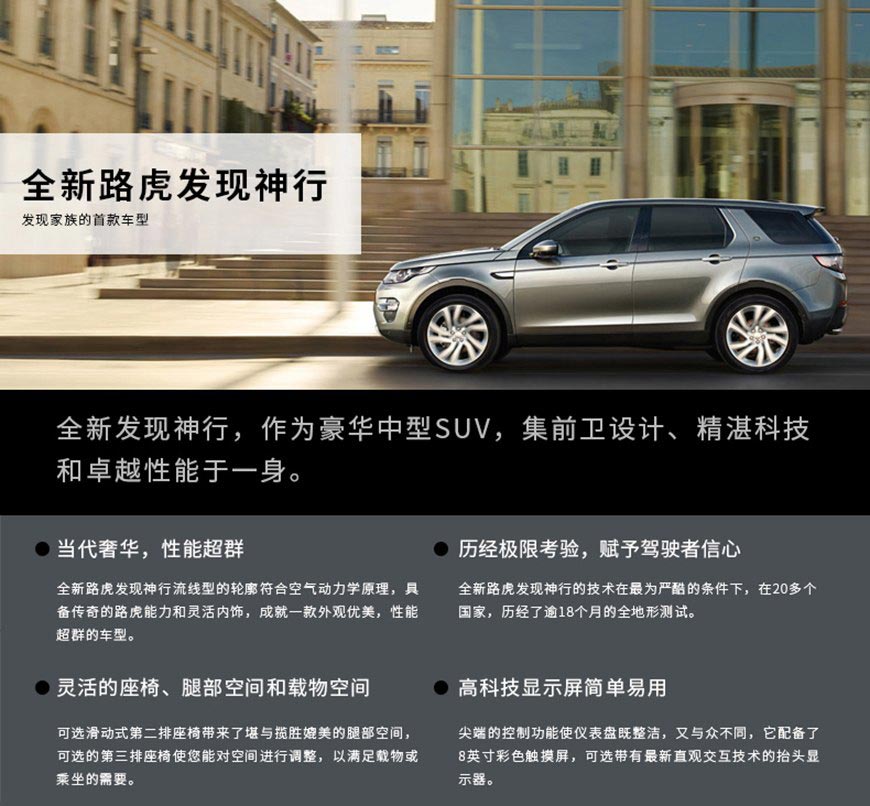 全新路虎发现神行
发现家族的首款车型
全新发现神行，作为豪华中型SUV，集前卫设计、精湛科技
和卓越性能于一身。
当代奢华，性能超群
全新路虎发现神行流线型的轮廓符合空气动力学原理，具
备传奇的路虎能力和灵活内饰，成就一款外观优美，性能
超群的车型。
历经极限考验，赋予驾驶者信心
全新路虎发现神行的技术在最为严酷的条件下，在20多个
国家，历经了逾18个月的全地形测试。
灵活的座椅、腿部空间和载物空间
可选滑动式第二排座椅带来了堪与揽胜媲美的腿部空间，
可选的第三排座椅使您能对空间进行调整，以满足载物或
乘坐的需要。
高科技显示屏简单易用
尖端的控制功能使仪表盘既整洁，又与众不同，它配备了
8英寸彩色触摸屏，可选带有最新直观交互技术的抬头显
示器。